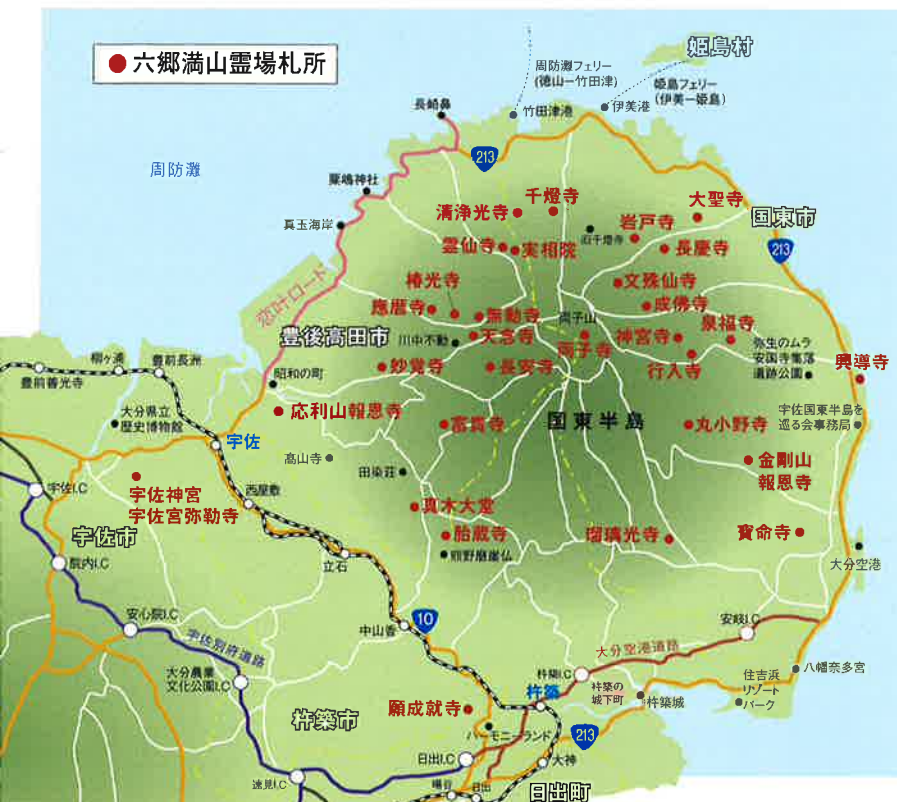 六郷満山霊場札所
姫島村
周防灘フェリー
(徳山ー竹田津)
姫島フェリー
(伊美ー姫島)
長崎鼻
竹田津港
伊美港
周防灘
213
粟嶋神社
千燈寺
大聖寺
清浄光寺
岩戸寺
国東市
真玉海岸
旧千燈寺
霊仙寺
実相院
長慶寺
213
恋叶ロード
椿光寺
文殊仙寺
應暦寺
無動寺
両子山
成佛寺
泉福寺
豊後高田市
川中不動
天念寺
両子寺
神宮寺
弥生のムラ
安国寺集落
遺跡公園
柳ヶ浦
豊前長洲
妙覚寺
長安寺
行入寺
興導寺
豊前善光寺
昭和の町
大分県立
歴史博物館
応利山報恩寺
宇佐国東半島を
巡る会事務局
宇佐
富貴寺
国東半島
丸小野寺
高山寺
田染荘
金剛山
報恩寺
宇佐I.C
宇佐神宮
宇佐宮弥勒寺
西屋敷
真木大堂
宇佐市
胎蔵寺
瑠璃光寺
寳命寺
熊野磨崖仏
院内I.C
立石
大分空港
安心院I.C
中山香
10
安岐I.C
宇佐別府道路
大分空港道路
大分農業
文化公園I.C
杵築I.C
八幡奈多宮
杵築の
城下町
住吉浜
リゾート
パーク
杵築
杵築城
杵築市
願成就寺
ハーモニーランド
213
日出I.C
大神
速見I.C
暘谷
日出
日出町